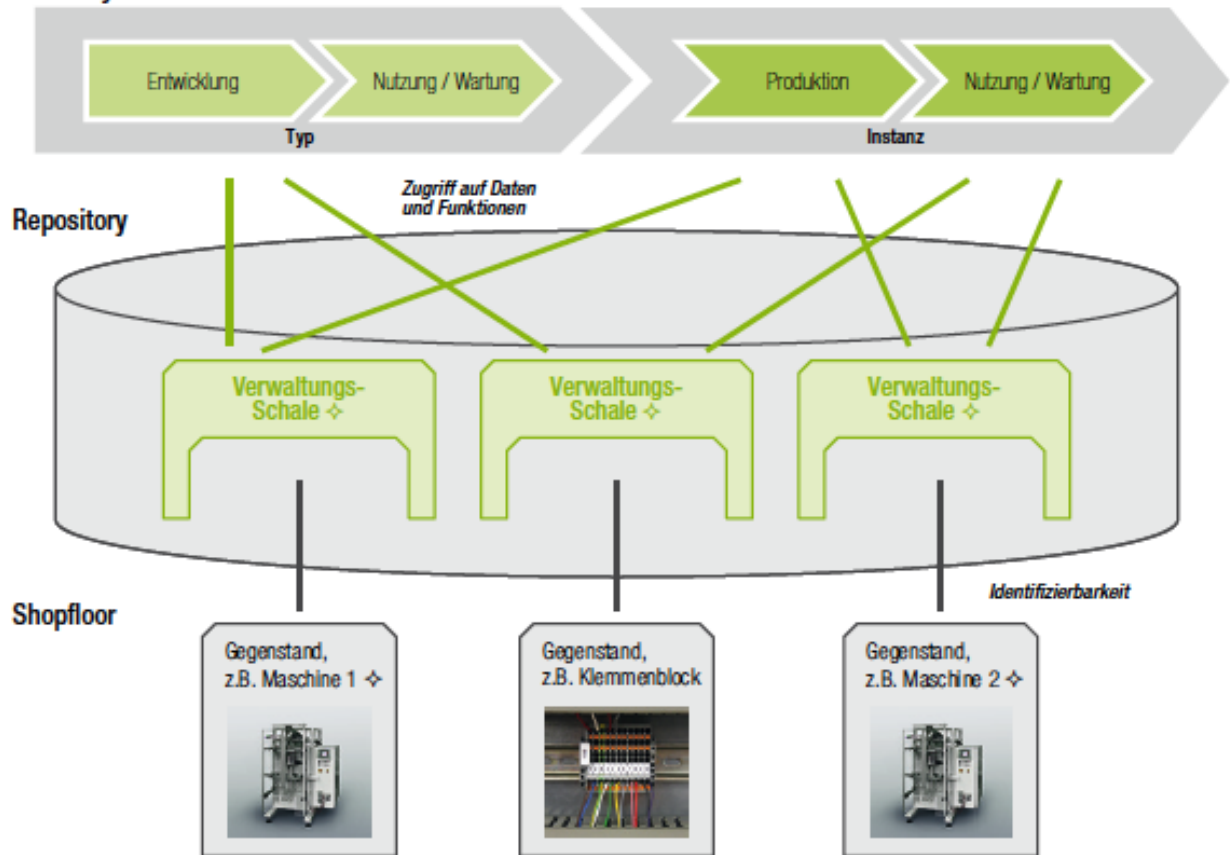 Entwicklung
Nutzung / Wartung
Produktion
Nutzung / Wartung
Typ
Instanz
Zugriff auf Daten
und Funktionen
Repository
Verwaltungs-
Schale ✧
Verwaltungs-
Schale ✧
Verwaltungs-
Schale ✧
Identifizierbarkeit
Shopfloor
Gegenstand,
z.B. Maschine 1 ✧
Gegenstand,
z.B. Klemmenblock
Gegenstand,
z.B. Maschine 2 ✧